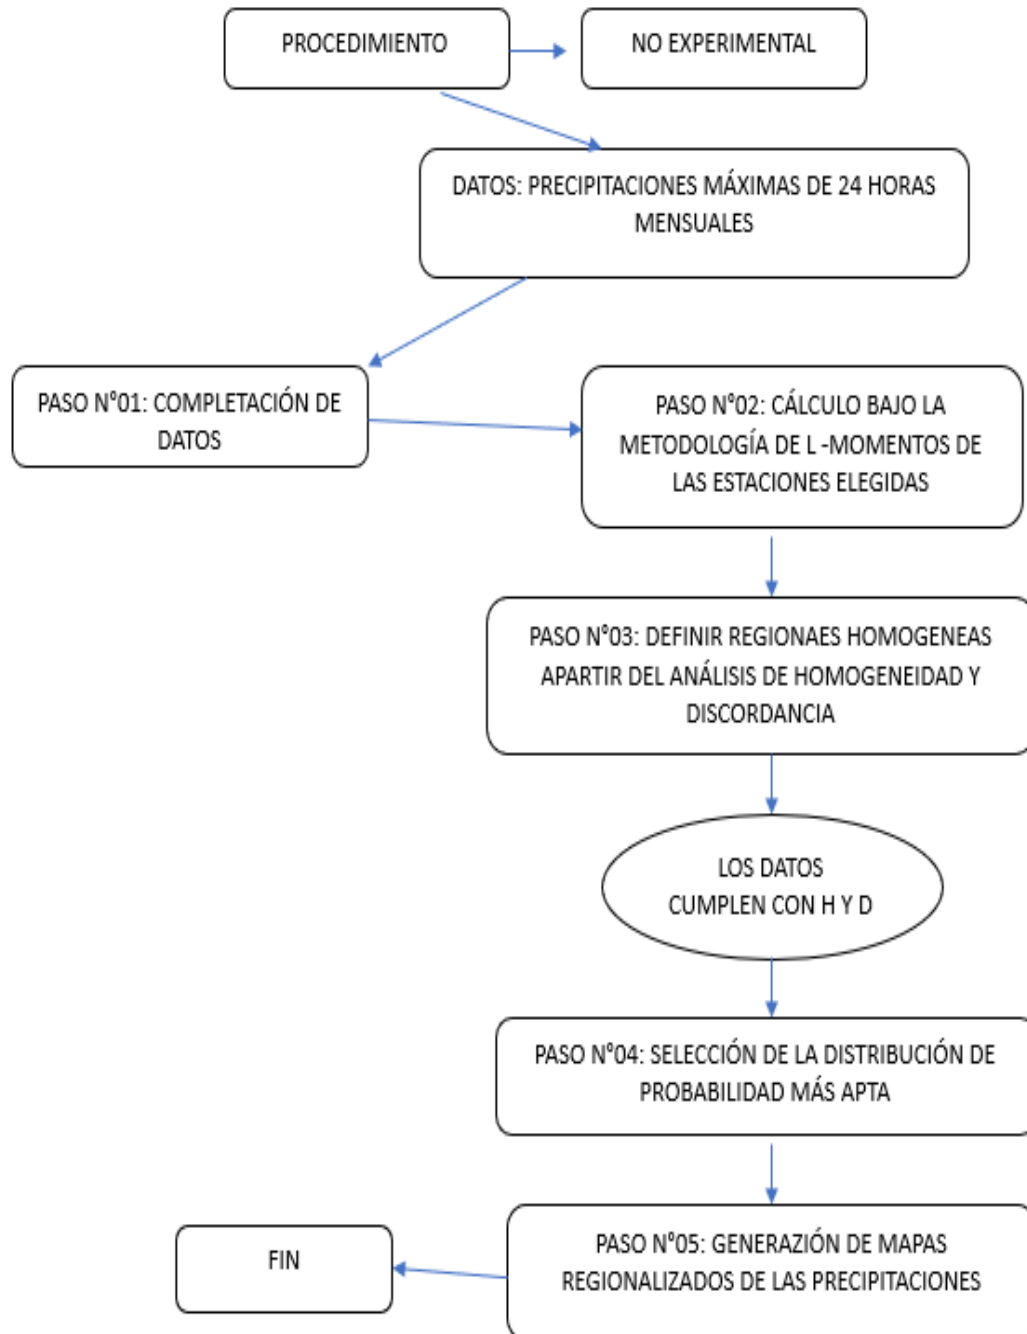 PROCEDIMIENTO
NO EXPERIMENTAL
DATOS: PRECIPITACIONES MÁXIMAS DE 24 HORAS
MENSUALES
PASO N°01: COMPLETACIÓN DE
DATOS
PASO N°02: CÁLCULO BAJO LA
METODOLOGÍA DE L -MOMENTOS DE
LAS ESTACIONES ELEGIDAS
PASO N°03: DEFINIR REGIONAES HOMOGENEAS
APARTIR DEL ANÁLISIS DE HOMOGENEIDAD Y
DISCORDANCIA
LOS DATOS
CUMPLEN CON H Y D
PASO N°04: SELECCIÓN DE LA DISTRIBUCIÓN DE
PROBABILIDAD MÁS APTA
PASO N°05: GENERAZIÓN DE MAPAS
REGIONALIZADOS DE LAS PRECIPITACIONES
FIN